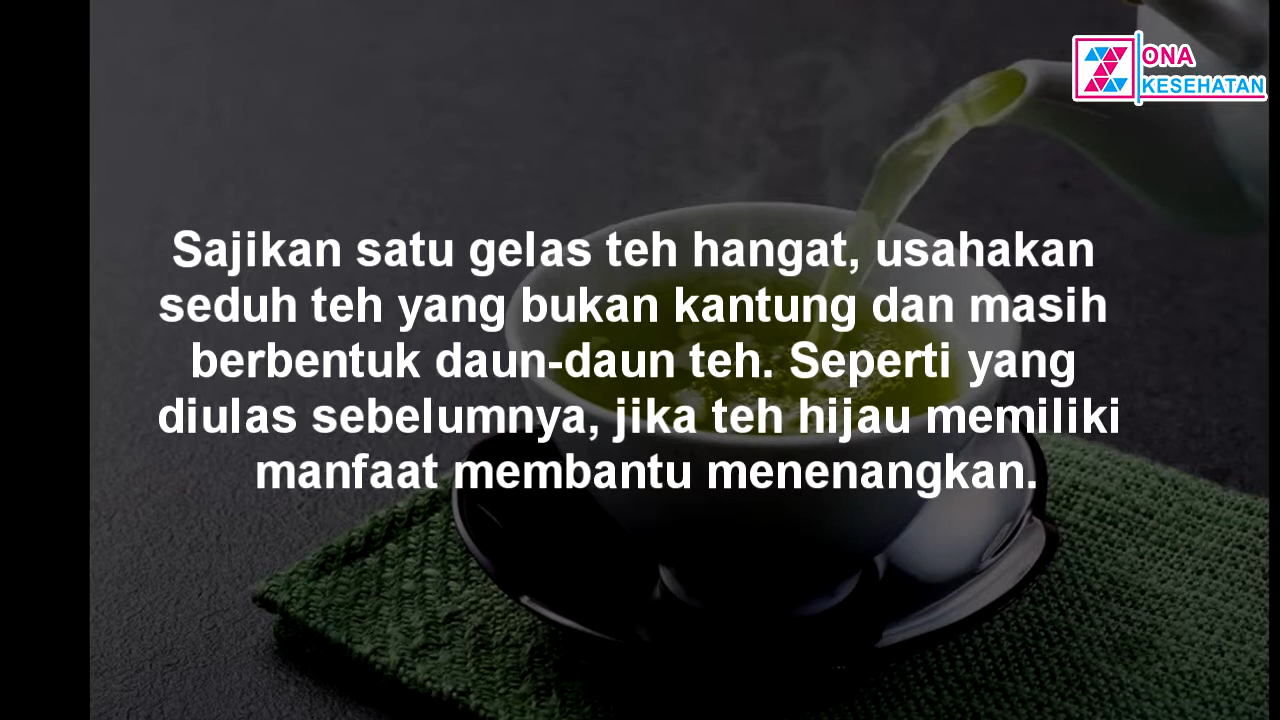 ZONA
KESEHATAN
Sajikan satu gelas teh hangat, usahakan
seduh teh yang bukan kantung dan masih
berbentuk daun-daun teh. Seperti yang
diulas sebelumnya, jika teh hijau memiliki
manfaat membantu menenangkan.